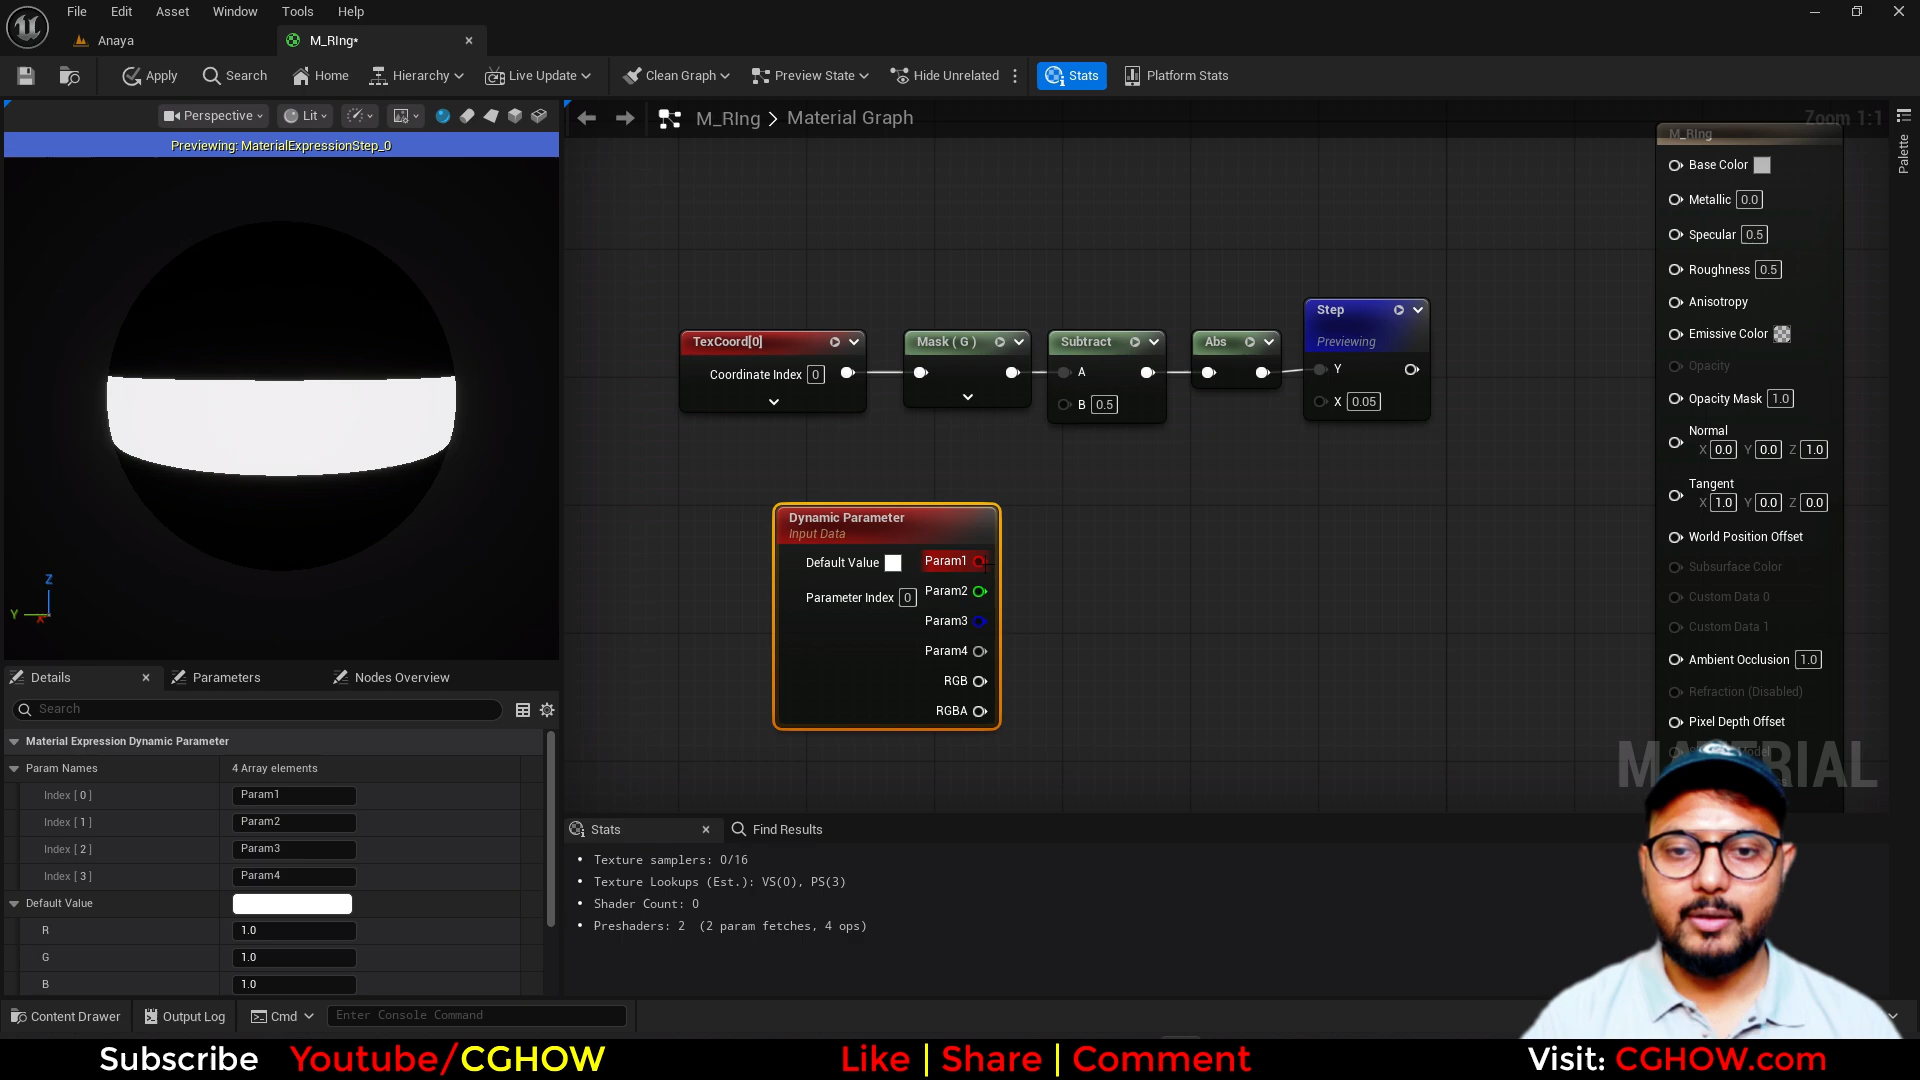 File Edit Asset Window Tools Help
Anaya M_RIng*
Apply Search Home Hierarchy Live Update Clean Graph Preview State Hide Unrelated Stats Platform Stats
Perspective Lit
Previewing: MaterialExpressionStep_0
M_RIng > Material Graph
Zoom 1:1
Palette
M_RIng
Base Color
Metallic 0.0
Specular 0.5
Roughness 0.5
Anisotropy
Emissive Color
Opacity
Opacity Mask 1.0
Normal
X 0.0 Y 0.0 Z 1.0
Tangent
X 1.0 Y 0.0 Z 0.0
World Position Offset
Subsurface Color
Custom Data 0
Custom Data 1
Ambient Occlusion 1.0
Refraction (Disabled)
Pixel Depth Offset
TexCoord[0]
Coordinate Index 0
Mask ( G )
Subtract
A
B 0.5
Abs
Step
Previewing
Y
X 0.05
Dynamic Parameter
Input Data
Default Value Param1
Parameter Index 0 Param2
Param3
Param4
RGB
RGBA
Z
Y
X
Details Parameters Nodes Overview
Search
Material Expression Dynamic Parameter
Param Names 4 Array elements
Index [ 0 ] Param1
Index [ 1 ] Param2
Index [ 2 ] Param3
Index [ 3 ] Param4
Default Value
R 1.0
G 1.0
B 1.0
Stats Find Results
Texture samplers: 0/16
Texture Lookups (Est.): VS(0), PS(3)
Shader Count: 0
Preshaders: 2 (2 param fetches, 4 ops)
Content Drawer Output Log Cmd Enter Console Command
Subscribe Youtube/CGHOW Like | Share | Comment Visit: CGHOW.com